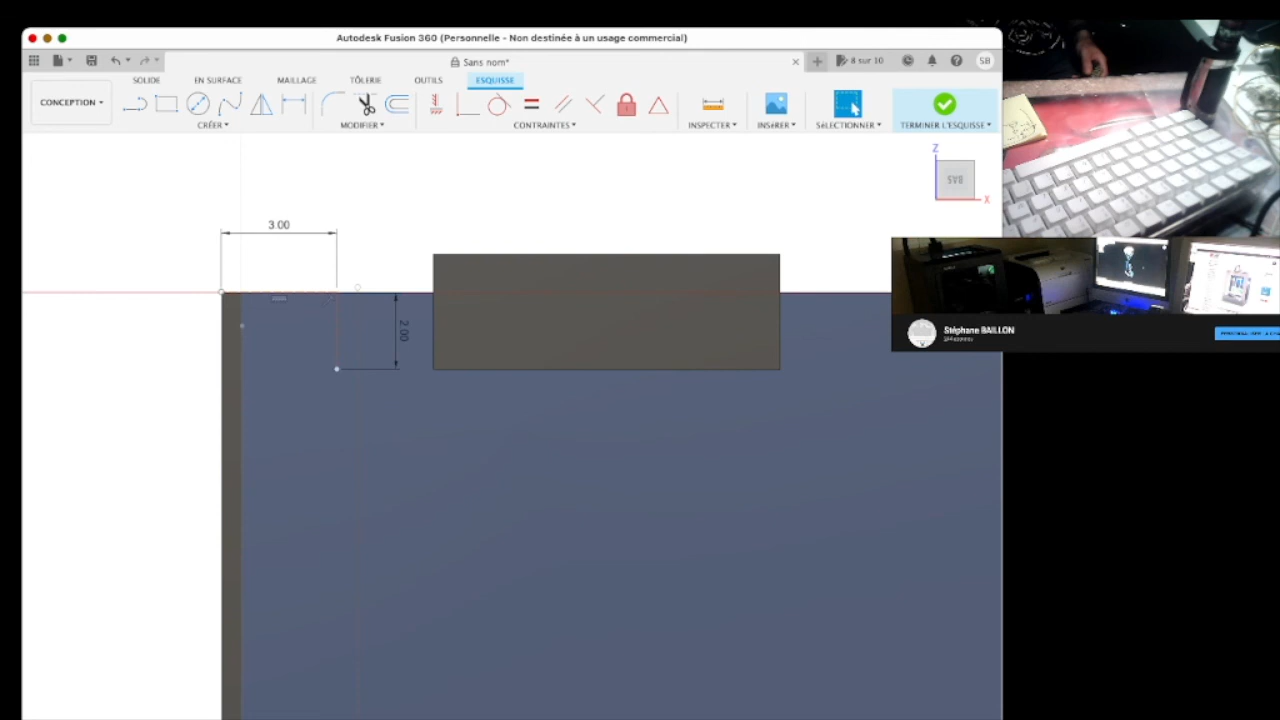 Autodesk Fusion 360 (Personnelle - Non destinée à un usage commercial)
Sans nom*
8 sur 10
SB
SOLIDE EN SURFACE MAILLAGE TÔLERIE OUTILS ESQUISSE
CONCEPTION
CRÉER MODIFIER CONTRAINTES INSPECTER INSÉRER SÉLECTIONNER TERMINER L'ESQUISSE
Z
BAS
X
3.00
2.00
Stéphane BAILLON